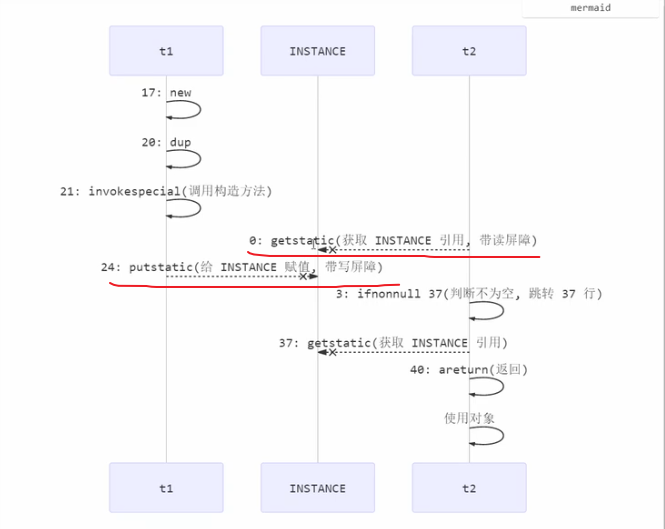 mermaid
t1
INSTANCE
t2
17: new
20: dup
21: invokespecial(调用构造方法)
0: getstatic(获取 INSTANCE 引用, 带读屏障)
24: putstatic(给 INSTANCE 赋值, 带写屏障)
3: ifnonnull 37(判断不为空, 跳转 37 行)
37: getstatic(获取 INSTANCE 引用)
40: areturn(返回)
使用对象
t1
INSTANCE
t2